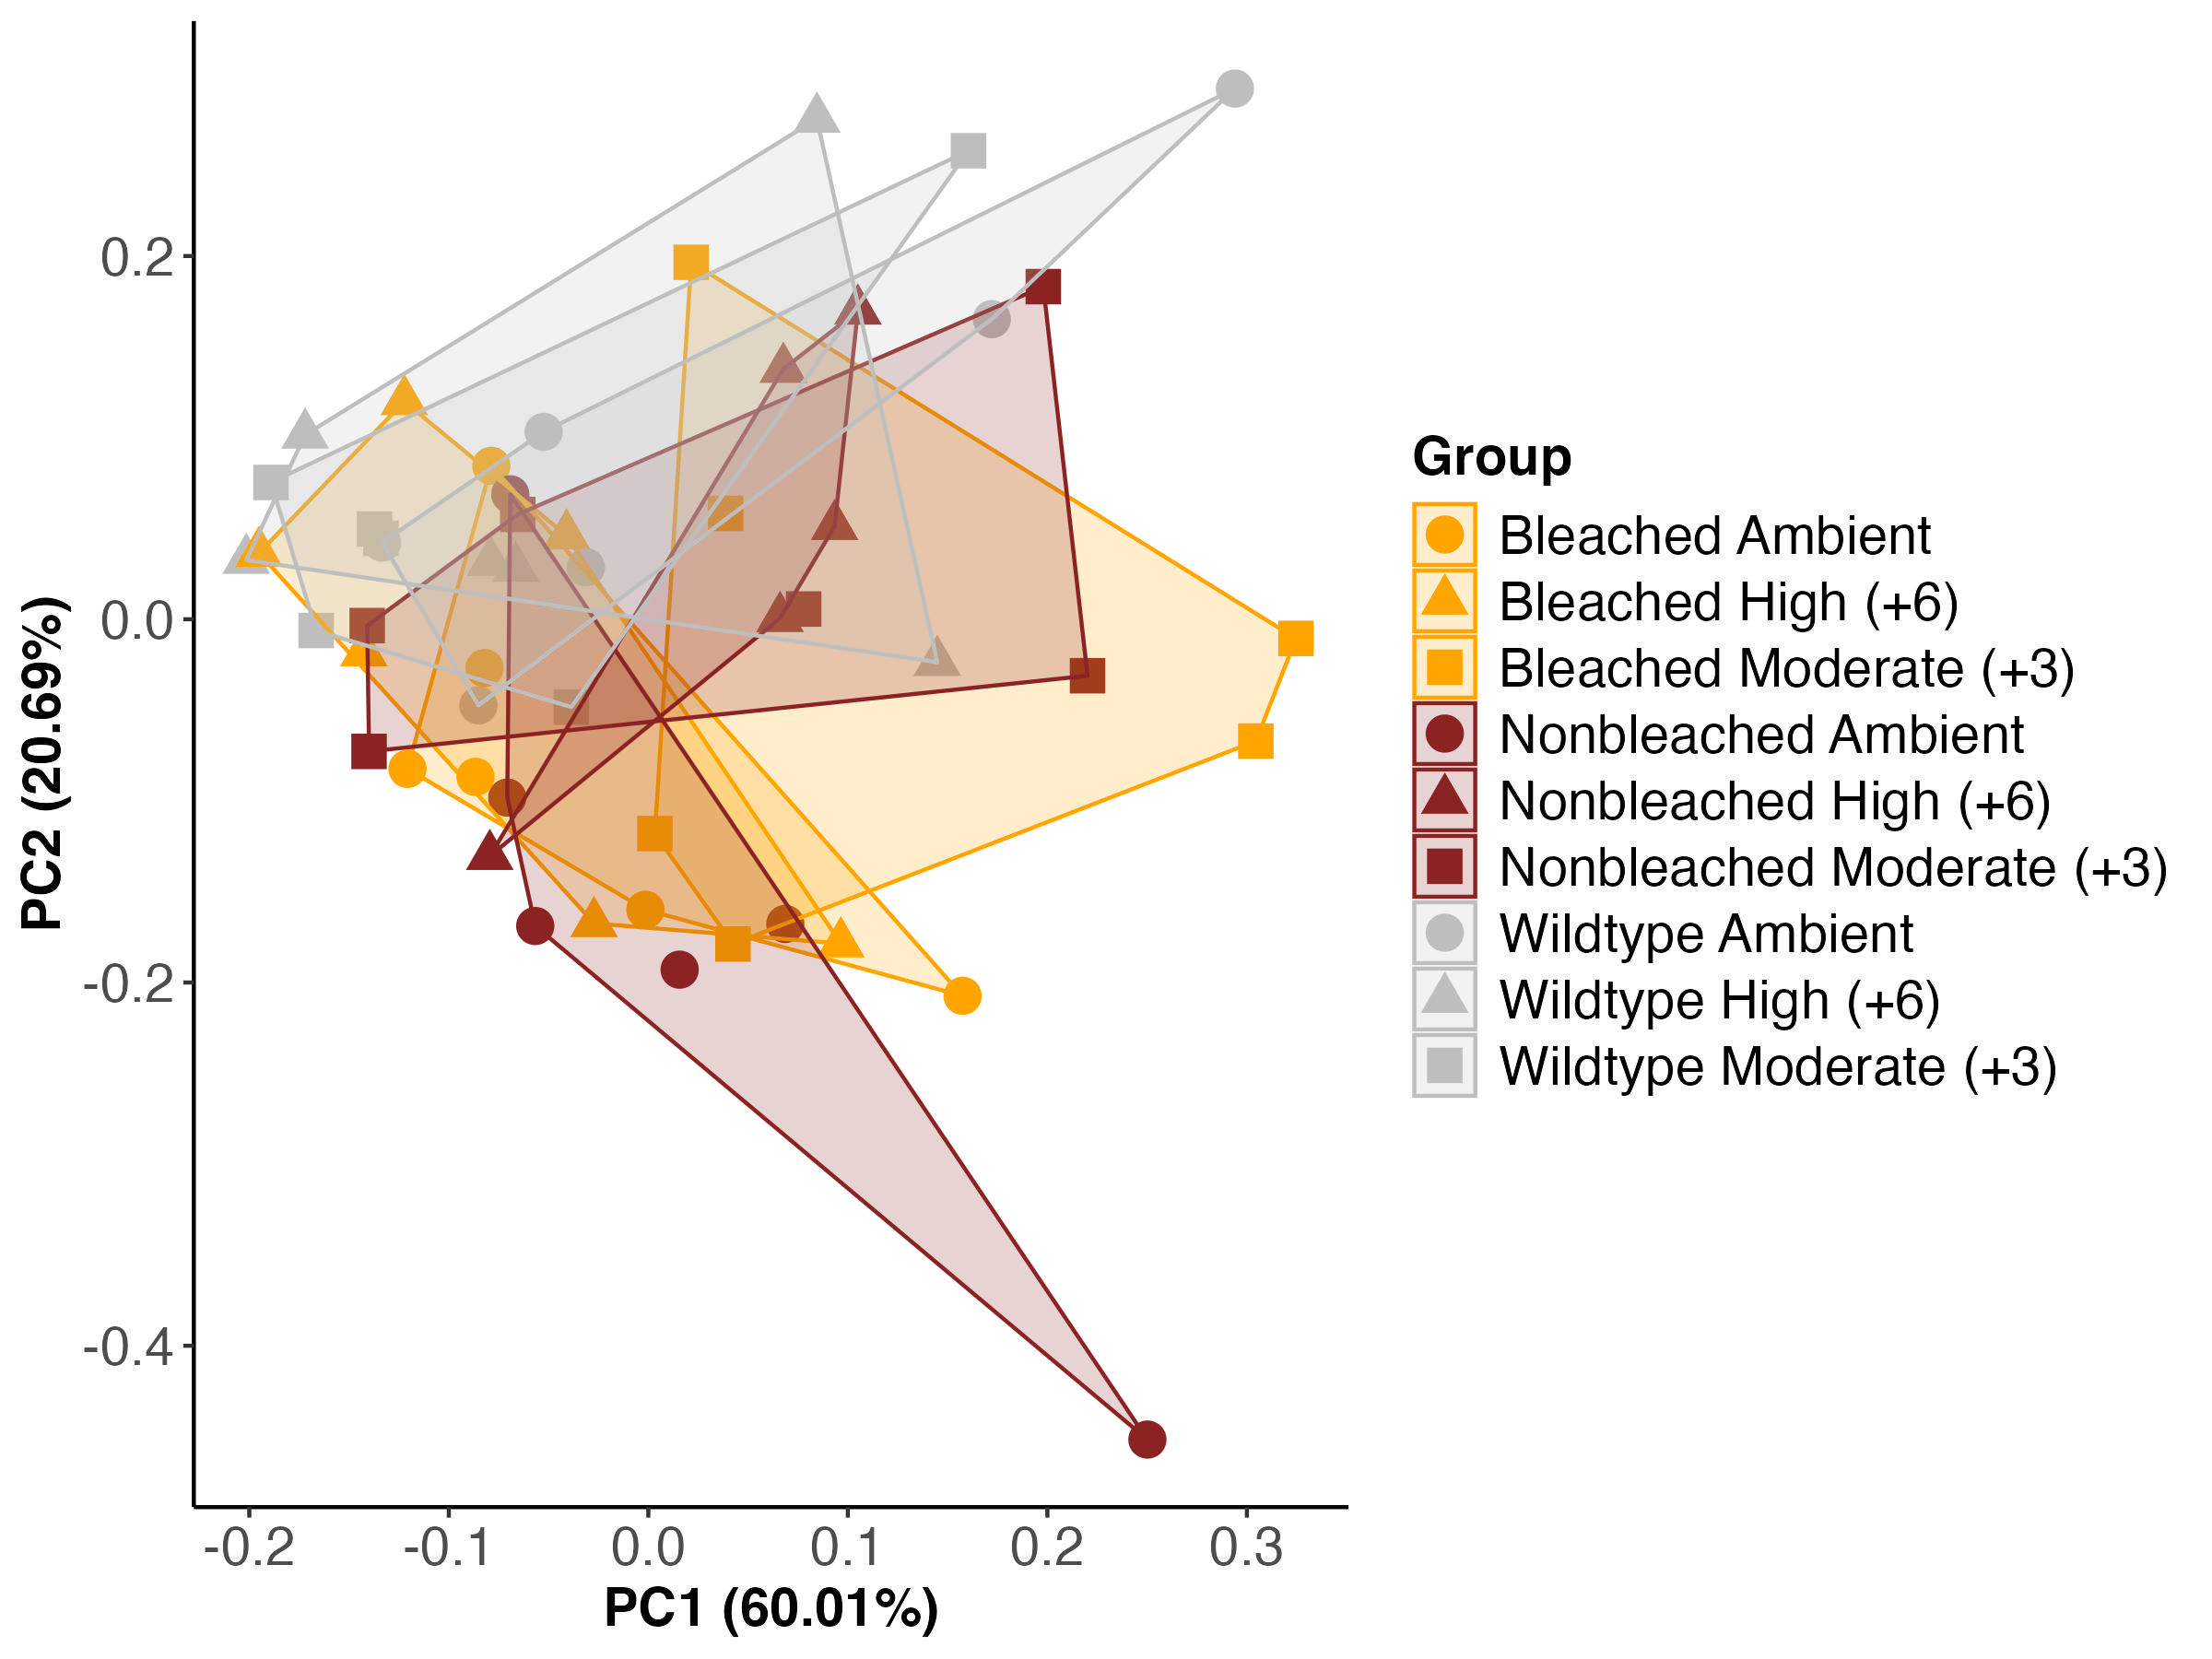 PC2 (20.69%)
0.2
0.0
-0.2
-0.4
-0.2 -0.1 0.0 0.1 0.2 0.3
PC1 (60.01%)
Group
Bleached Ambient
Bleached High (+6)
Bleached Moderate (+3)
Nonbleached Ambient
Nonbleached High (+6)
Nonbleached Moderate (+3)
Wildtype Ambient
Wildtype High (+6)
Wildtype Moderate (+3)